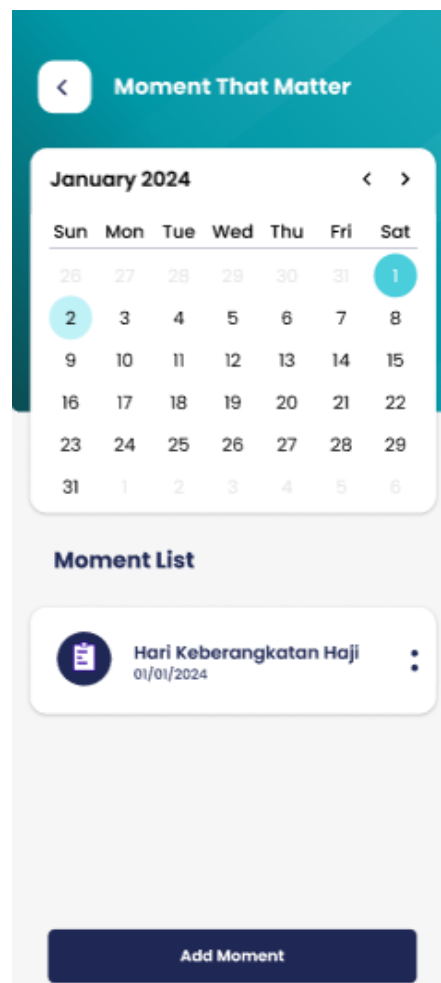 Moment That Matter
January 2024
Sun Mon Tue Wed Thu Fri Sat
26 27 28 29 30 31 1
2 3 4 5 6 7 8
9 10 11 12 13 14 15
16 17 18 19 20 21 22
23 24 25 26 27 28 29
31 1 2 3 4 5 6
Moment List
Hari Keberangkatan Haji
01/01/2024
Add Moment